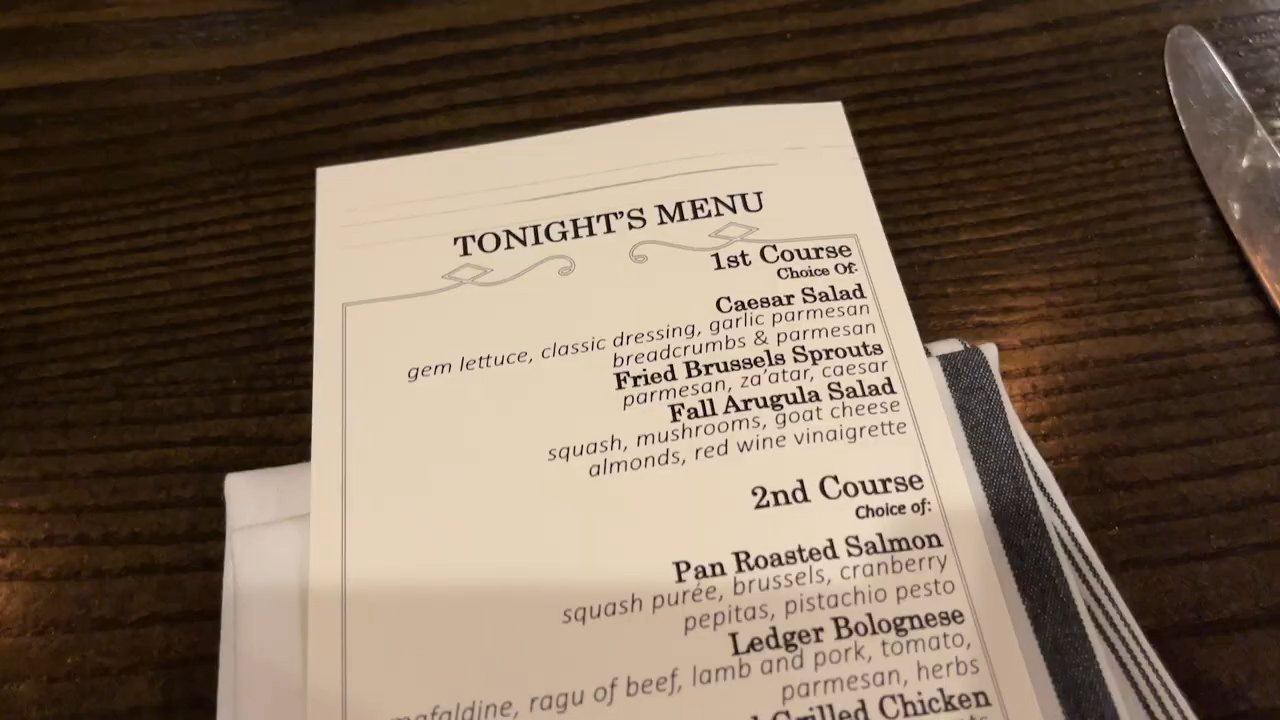 TONIGHT'S MENU
1st Course
Choice Of:
Caesar Salad
gem lettuce, classic dressing, garlic parmesan
breadcrumbs & parmesan
Fried Brussels Sprouts
parmesan, za'atar, caesar
Fall Arugula Salad
squash, mushrooms, goat cheese
almonds, red wine vinaigrette
2nd Course
Choice of:
Pan Roasted Salmon
squash purée, brussels, cranberry
pepitas, pistachio pesto
Ledger Bolognese
mafaldine, ragu of beef, lamb and pork, tomato,
parmesan, herbs
Grilled Chicken